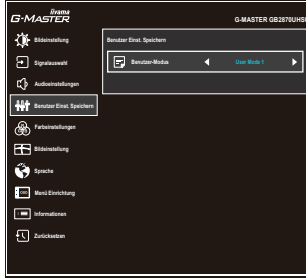 iiyama
G-MASTER
G-MASTER GB2870UHSU
Bildeinstellung
Benutzer Einst. Speichern
Signalauswahl
Benutzer-Modus
User Mode 1
Audioeinstellungen
Benutzer Einst. Speichern
Farbeinstellungen
Bildeinstellung
Sprache
OSD
Menü Einrichtung
Informationen
Zurücksetzen